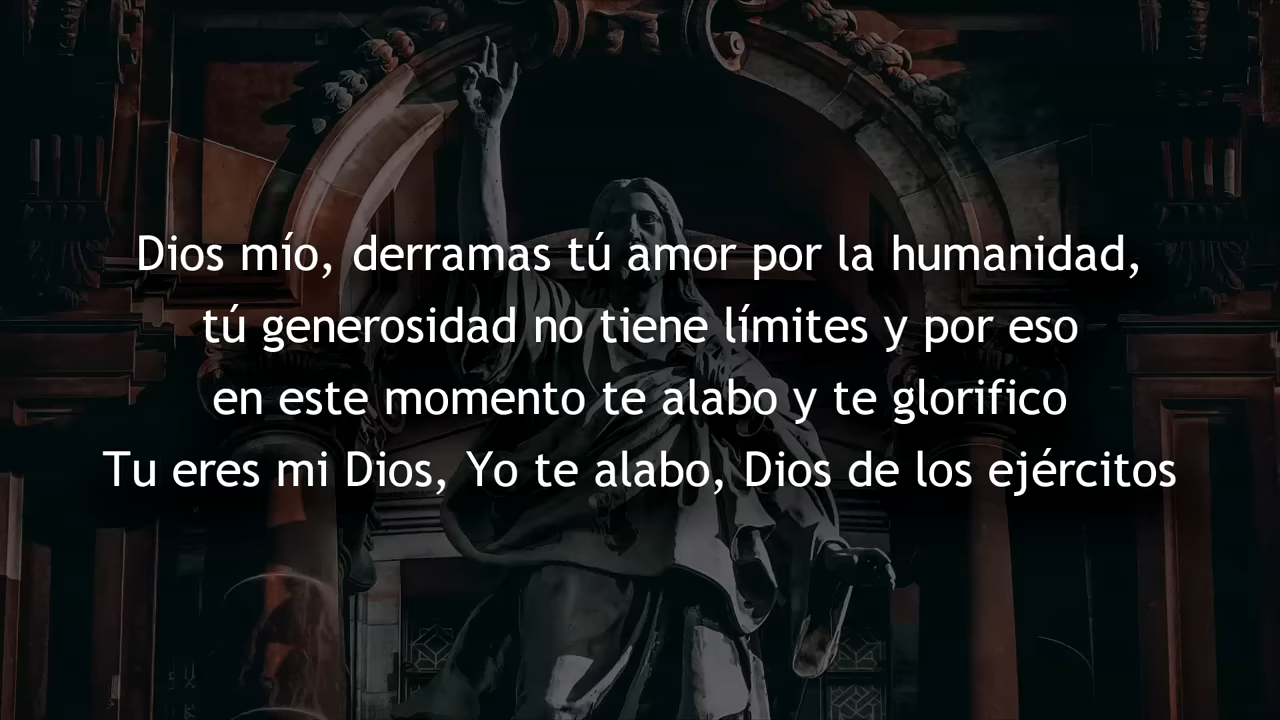 Dios mío, derramas tú amor por la humanidad,
tú generosidad no tiene límites y por eso
en este momento te alabo y te glorifico
Tu eres mi Dios, Yo te alabo, Dios de los ejércitos